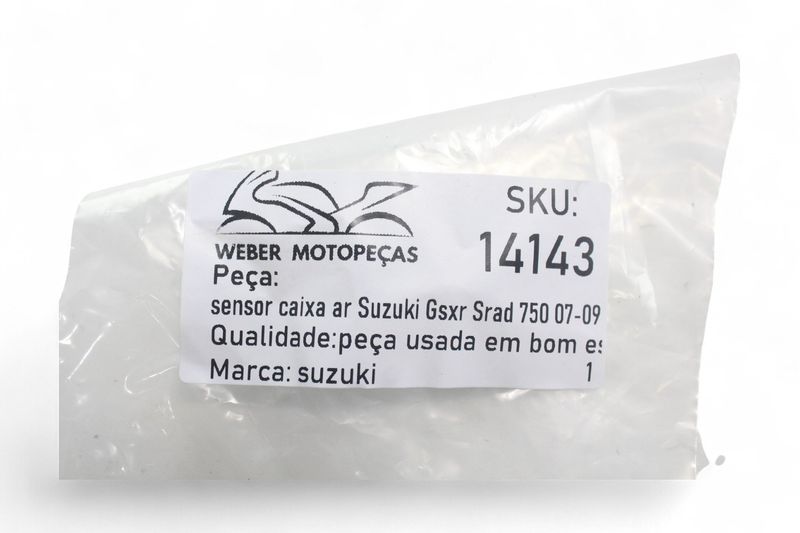 SKU:
14143
WEBER MOTOPEÇAS
Peça:
sensor caixa ar Suzuki Gsxr Srad 750 07-09
Qualidade:peça usada em bom es
Marca: suzuki 1